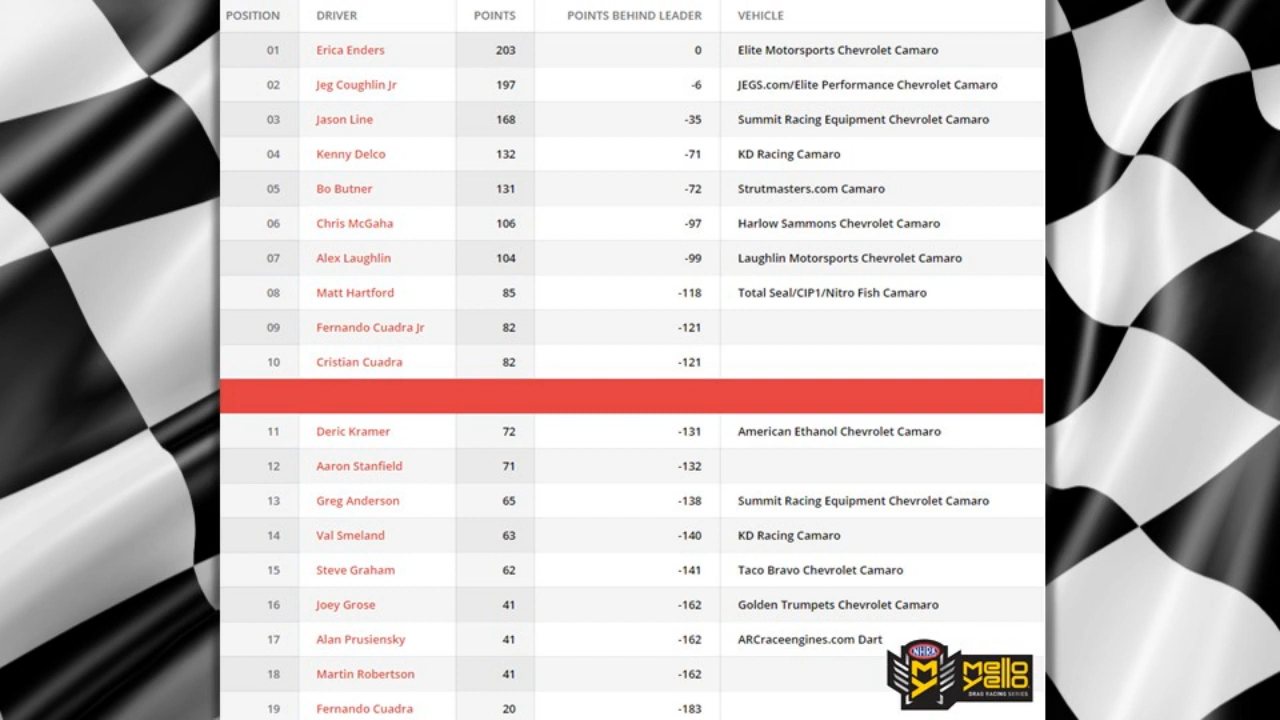 POSITION DRIVER POINTS POINTS BEHIND LEADER VEHICLE
01 Erica Enders 203 0 Elite Motorsports Chevrolet Camaro
02 Jeg Coughlin Jr 197 -6 JEGS.com/Elite Performance Chevrolet Camaro
03 Jason Line 168 -35 Summit Racing Equipment Chevrolet Camaro
04 Kenny Delco 132 -71 KD Racing Camaro
05 Bo Butner 131 -72 Strutmasters.com Camaro
06 Chris McGaha 106 -97 Harlow Sammons Chevrolet Camaro
07 Alex Laughlin 104 -99 Laughlin Motorsports Chevrolet Camaro
08 Matt Hartford 85 -118 Total Seal/CIP1/Nitro Fish Camaro
09 Fernando Cuadra Jr 82 -121
10 Cristian Cuadra 82 -121
11 Deric Kramer 72 -131 American Ethanol Chevrolet Camaro
12 Aaron Stanfield 71 -132
13 Greg Anderson 65 -138 Summit Racing Equipment Chevrolet Camaro
14 Val Smeland 63 -140 KD Racing Camaro
15 Steve Graham 62 -141 Taco Bravo Chevrolet Camaro
16 Joey Grose 41 -162 Golden Trumpets Chevrolet Camaro
17 Alan Prusiensky 41 -162 ARCraceengines.com Dart
18 Martin Robertson 41 -162
19 Fernando Cuadra 20 -183
NHRA
MY
mello
yello
DRAG RACING SERIES